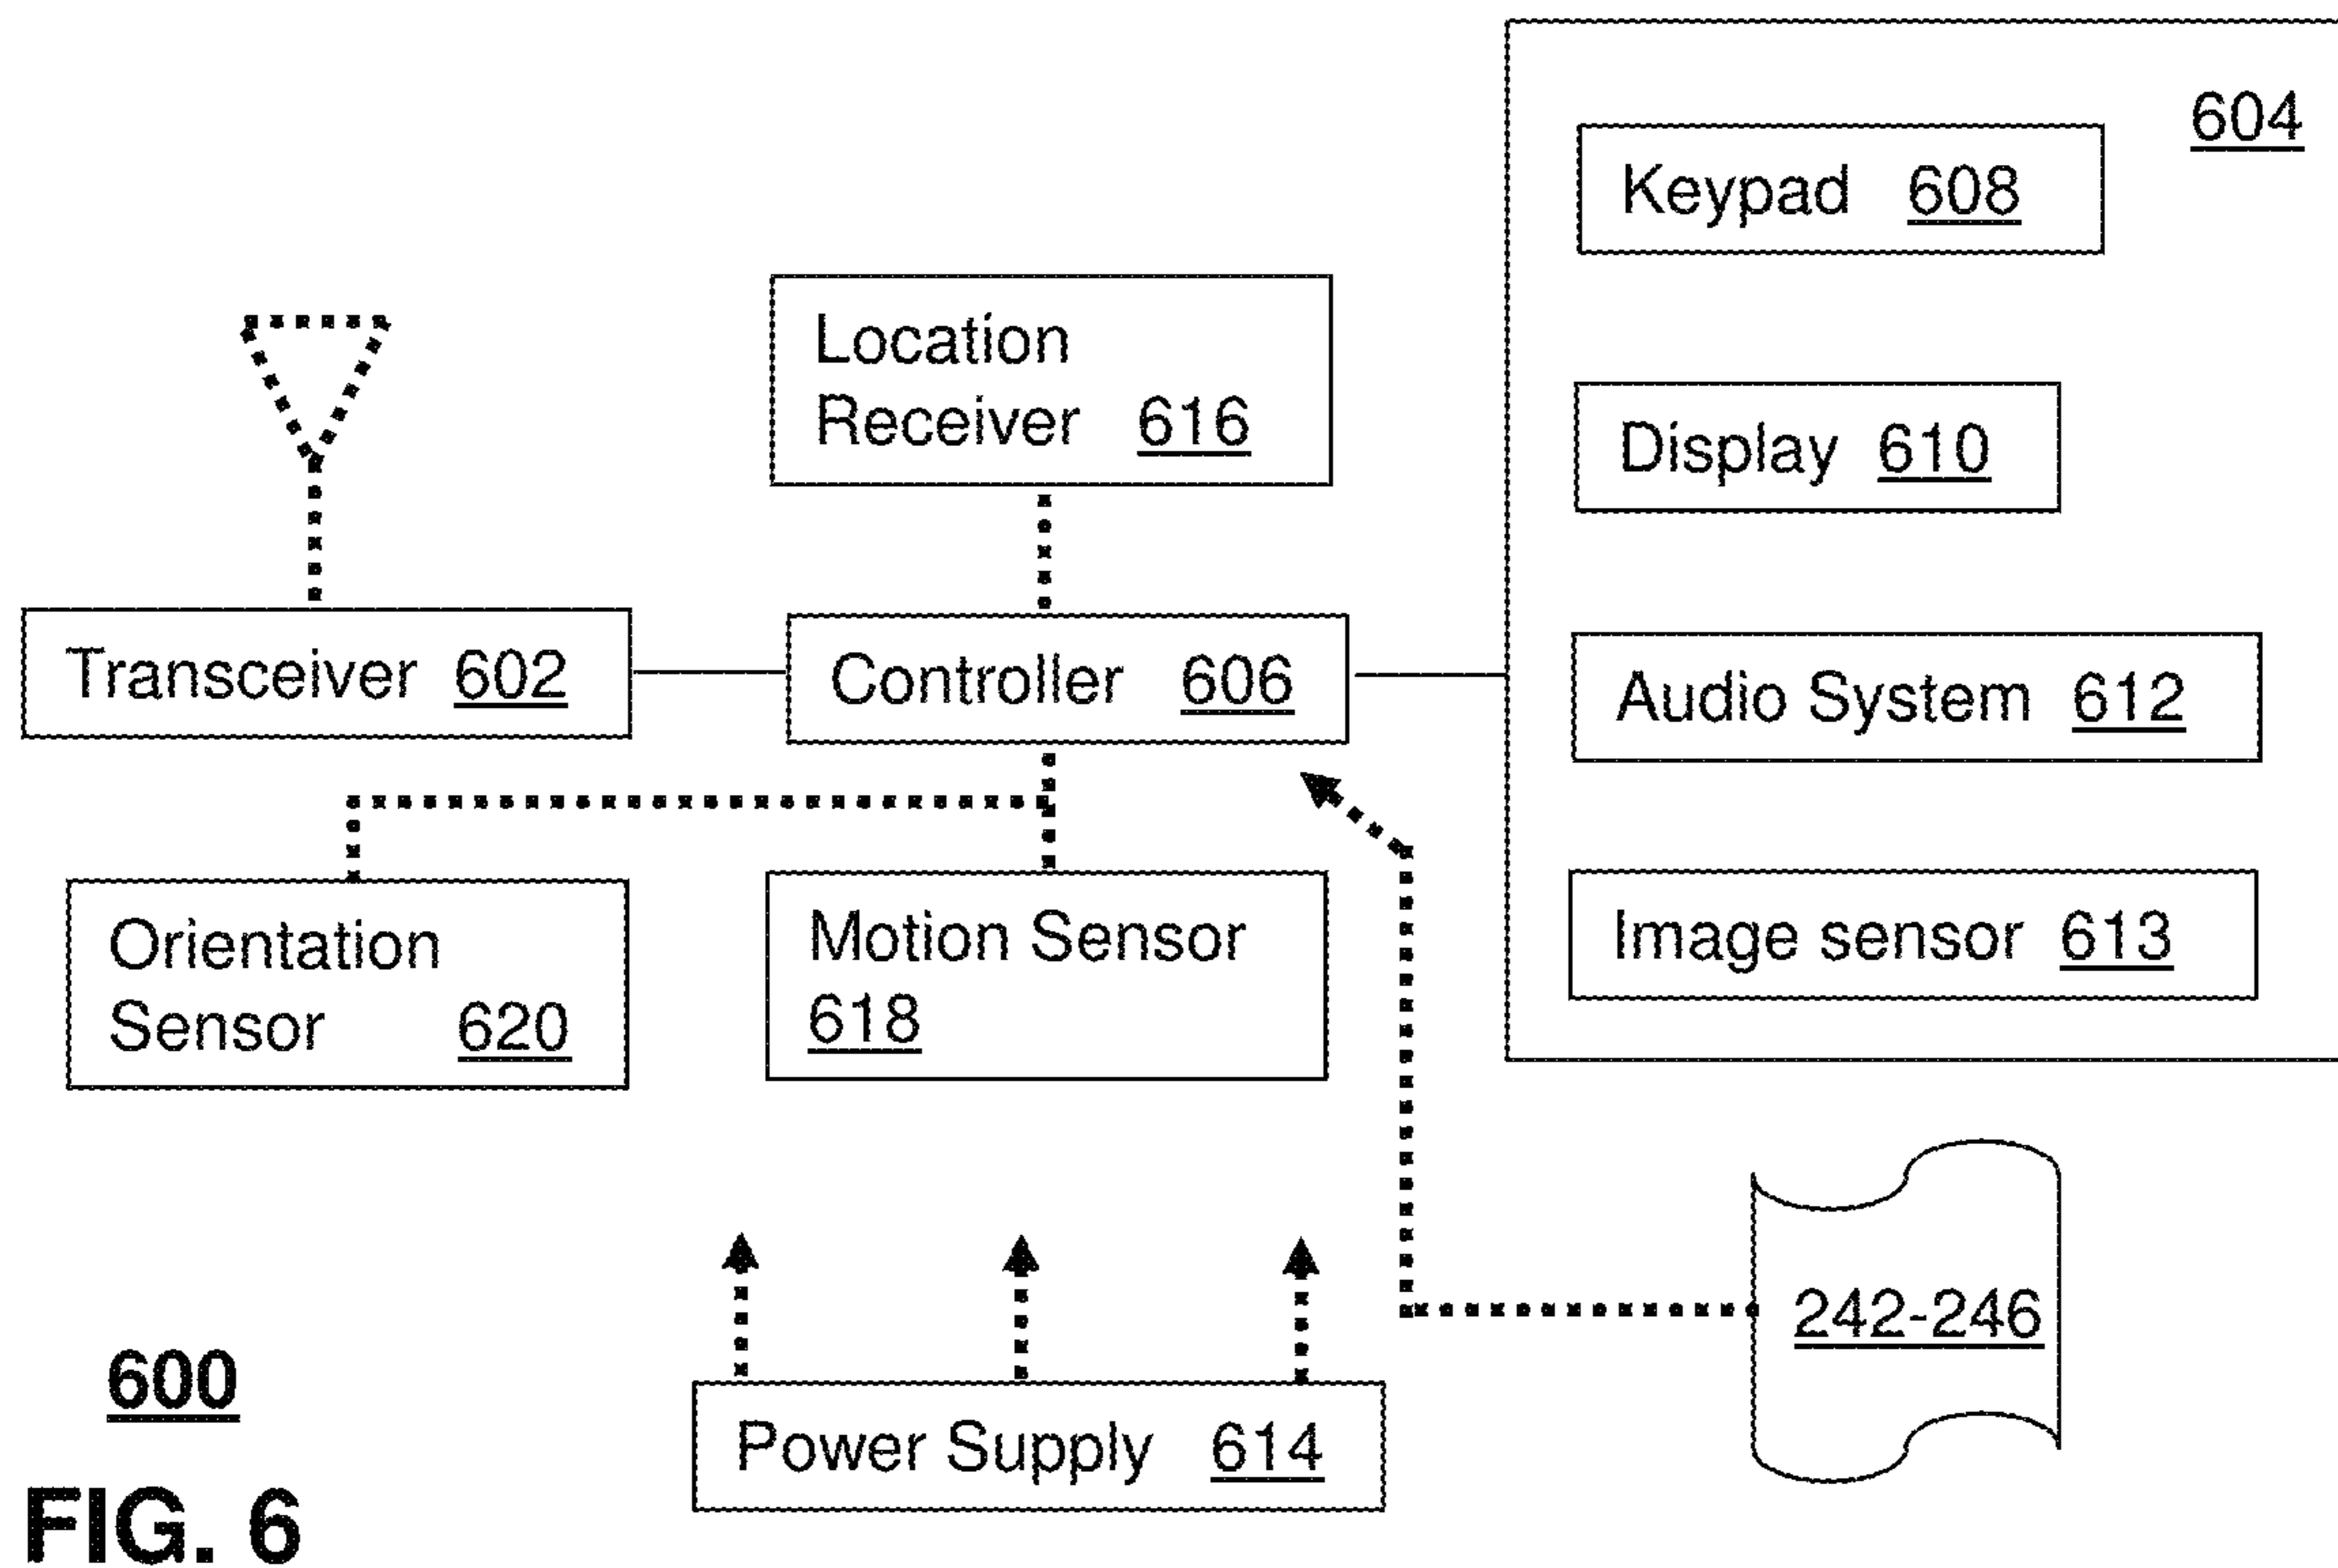 604
Keypad 608
Location
Receiver 616
Display 610
Transceiver 602
Controller 606
Audio System 612
Orientation
Sensor 620
Motion Sensor
618
Image sensor 613
242-246
600
Power Supply 614
FIG. 6